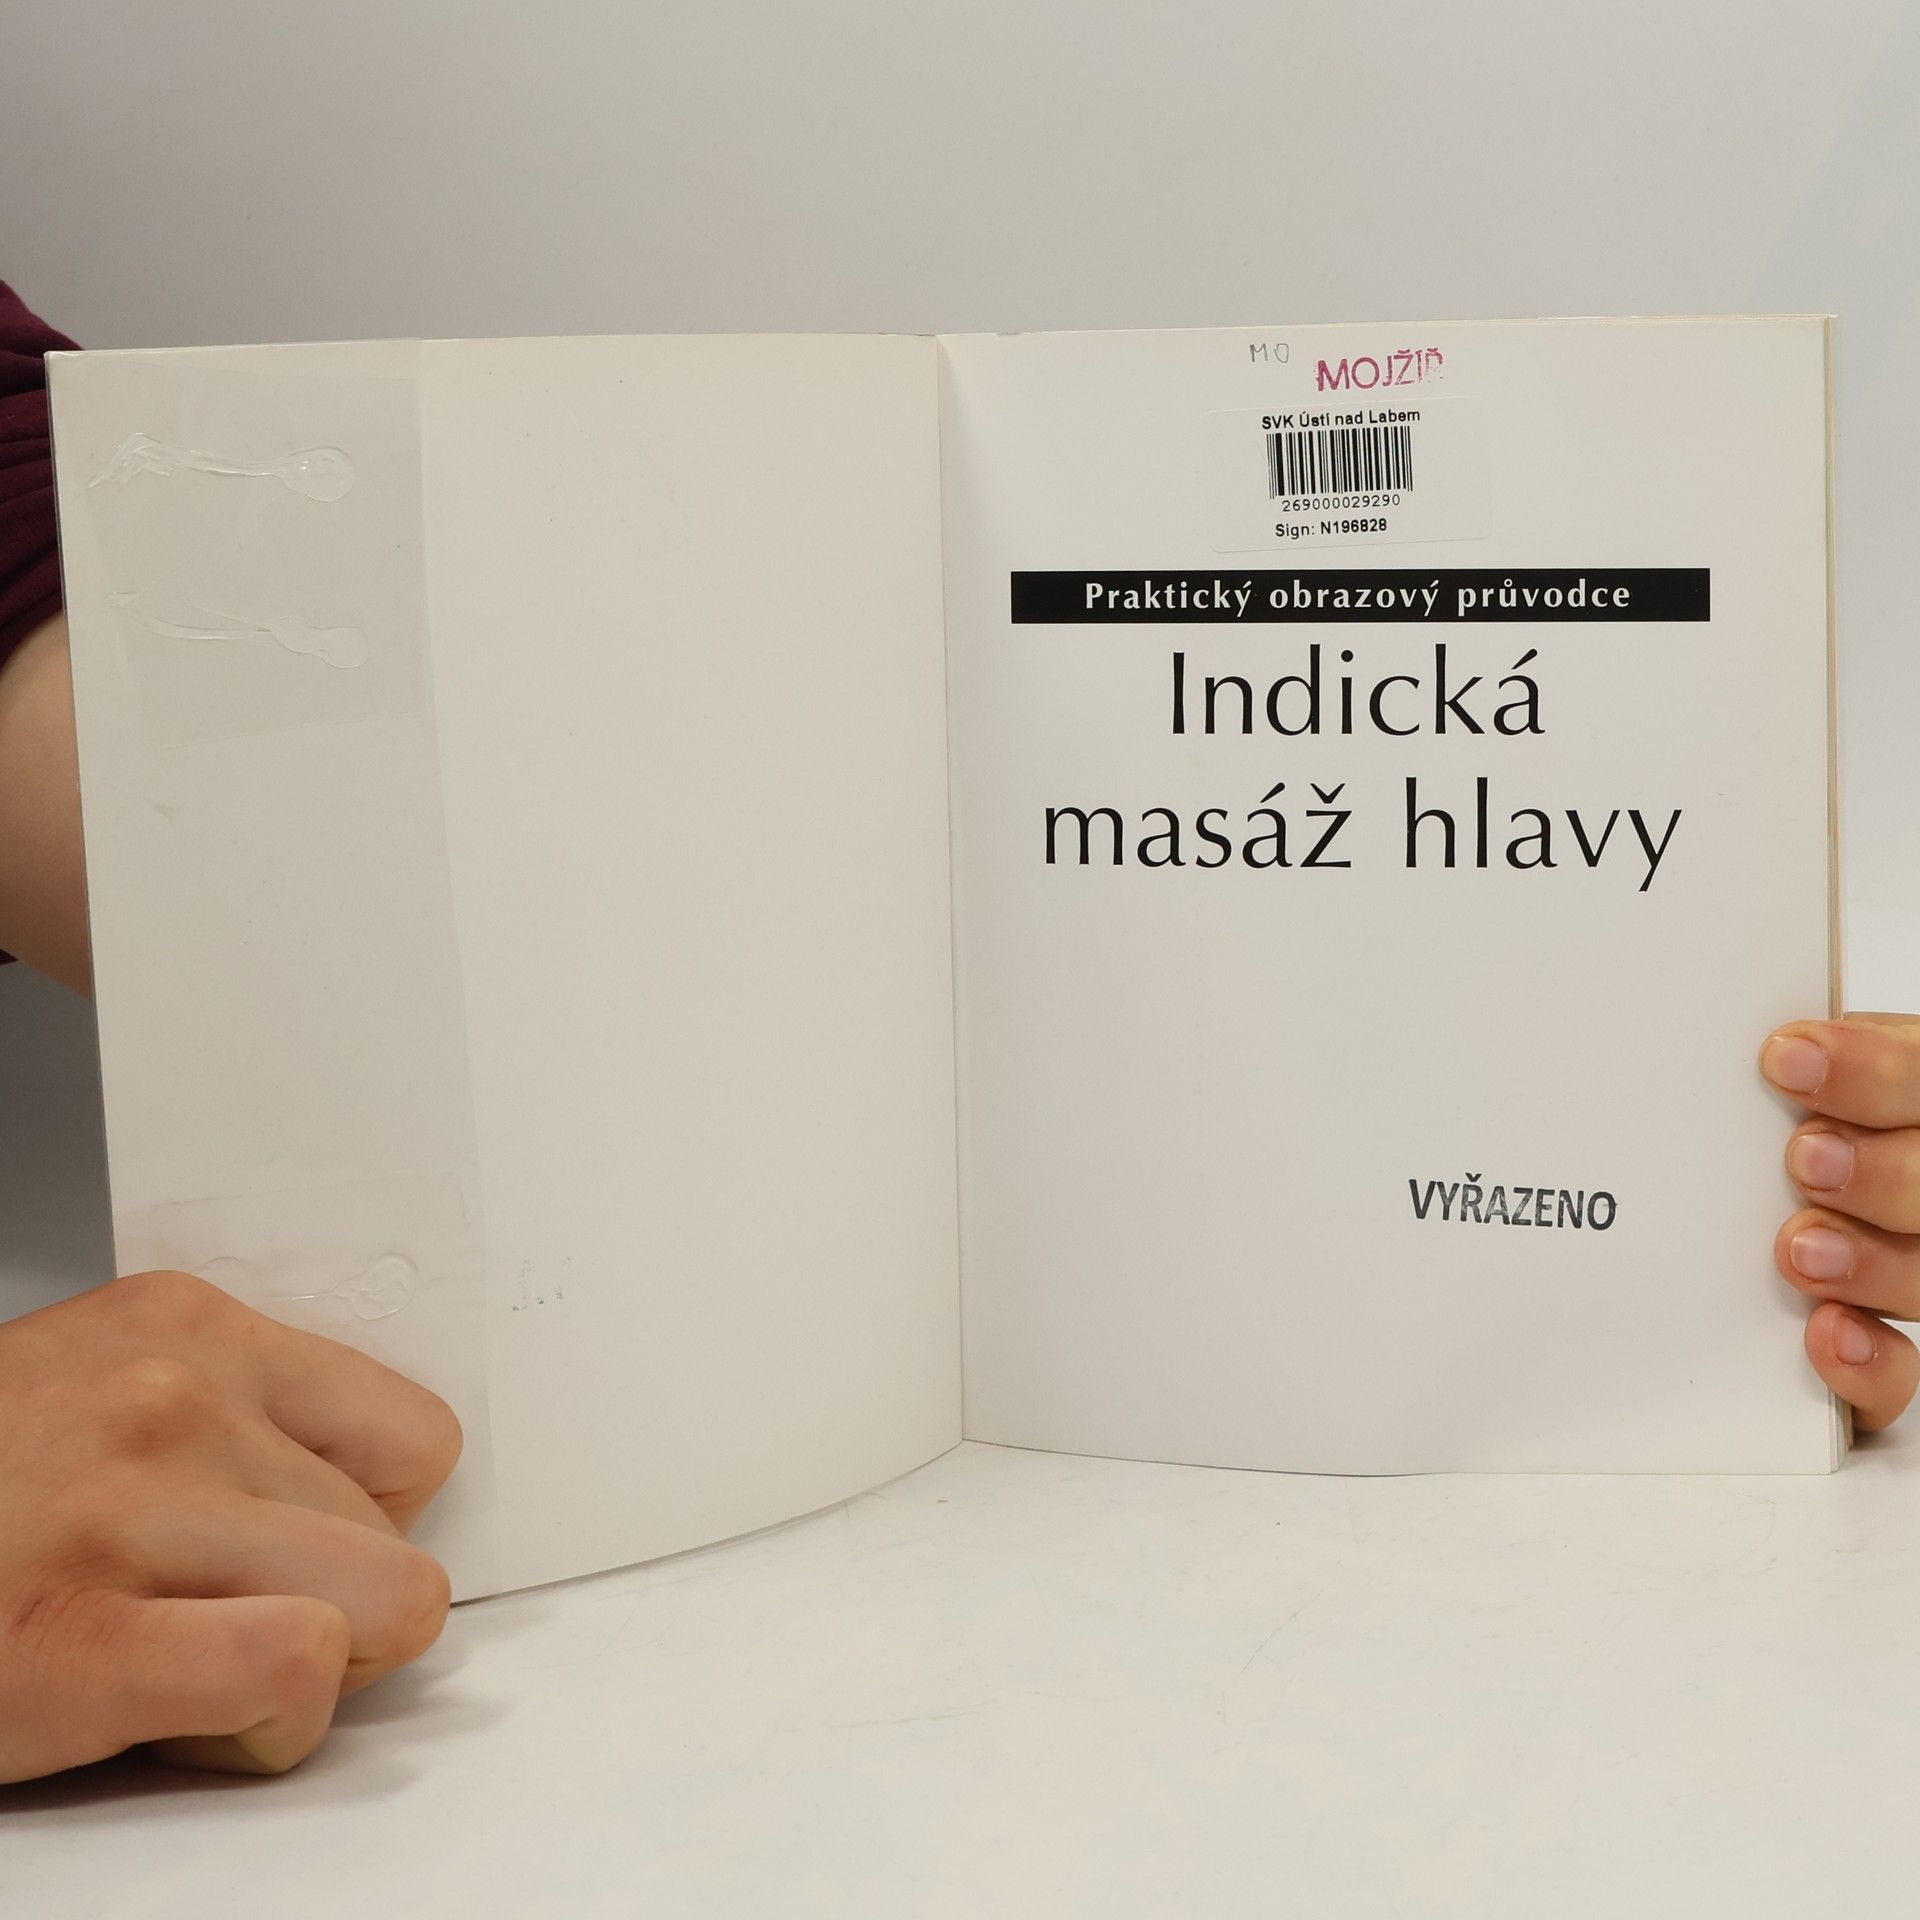 MO
MOJŽÍŘ
SVK Ústí nad Labem
269000029290
Sign: N196828
Praktický obrazový průvodce
Indická
masáž hlavy
VYŘAZENO